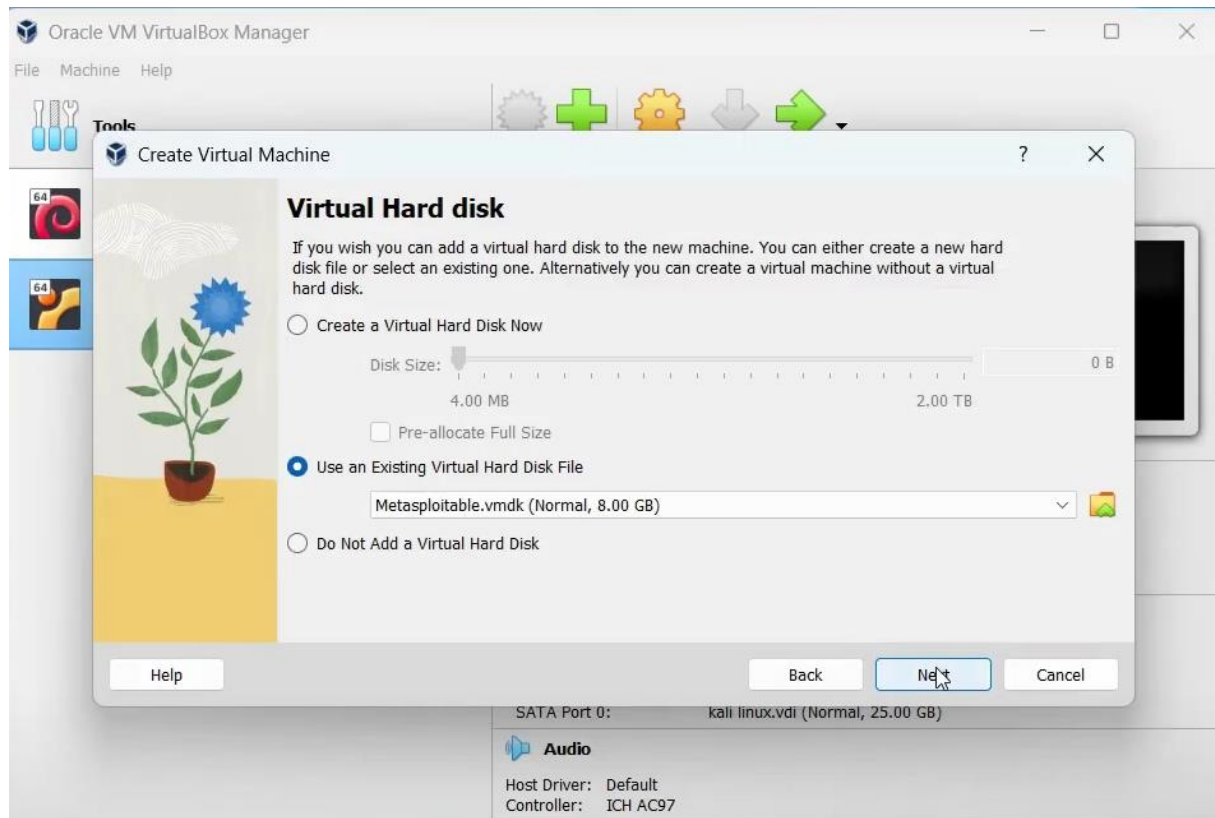 Oracle VM VirtualBox Manager
File Machine Help
Tools
Create Virtual Machine
?
64
64
Virtual Hard disk
If you wish you can add a virtual hard disk to the new machine. You can either create a new hard
disk file or select an existing one. Alternatively you can create a virtual machine without a virtual
hard disk.
Create a Virtual Hard Disk Now
Disk Size:
0 B
4.00 MB 2.00 TB
Pre-allocate Full Size
Use an Existing Virtual Hard Disk File
Metasploitable.vmdk (Normal, 8.00 GB)
Do Not Add a Virtual Hard Disk
Help Back Next Cancel
SATA Port 0: kali linux.vdi (Normal, 25.00 GB)
Audio
Host Driver: Default
Controller: ICH AC97